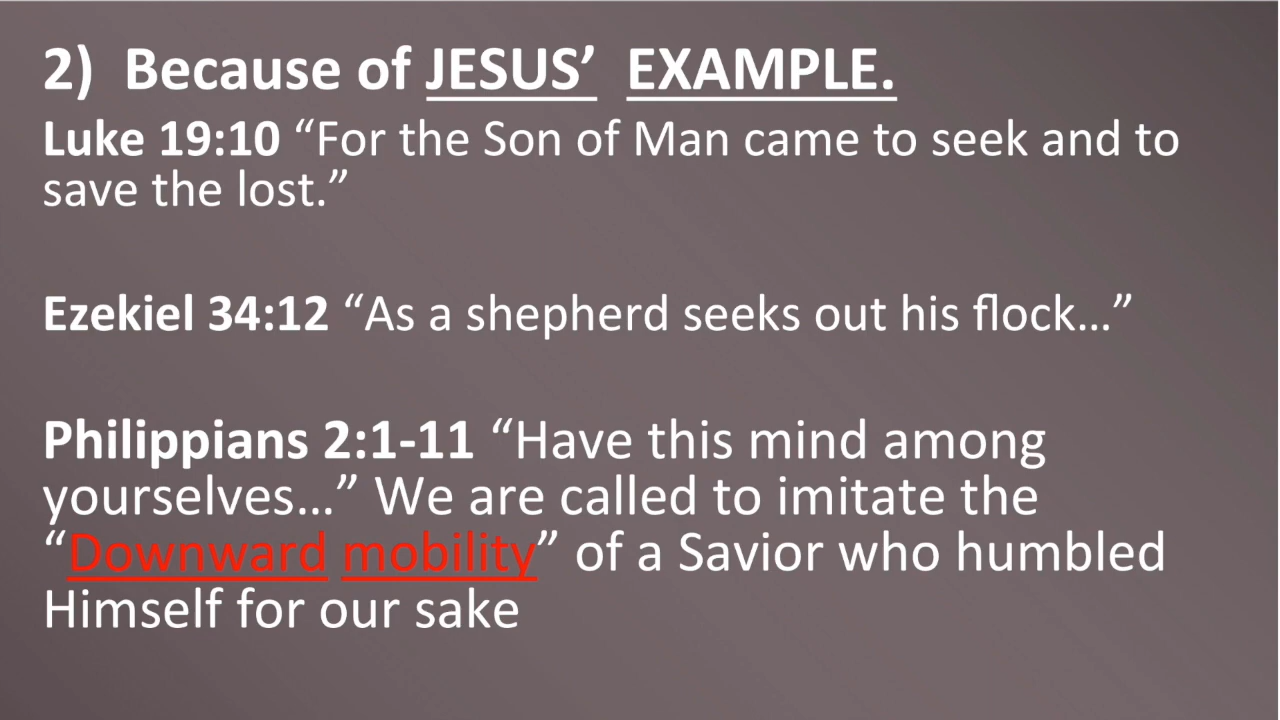 2) Because of JESUS’ EXAMPLE.
Luke 19:10 “For the Son of Man came to seek and to
save the lost.”
Ezekiel 34:12 “As a shepherd seeks out his flock…”
Philippians 2:1-11 “Have this mind among
yourselves…” We are called to imitate the
“Downward mobility” of a Savior who humbled
Himself for our sake